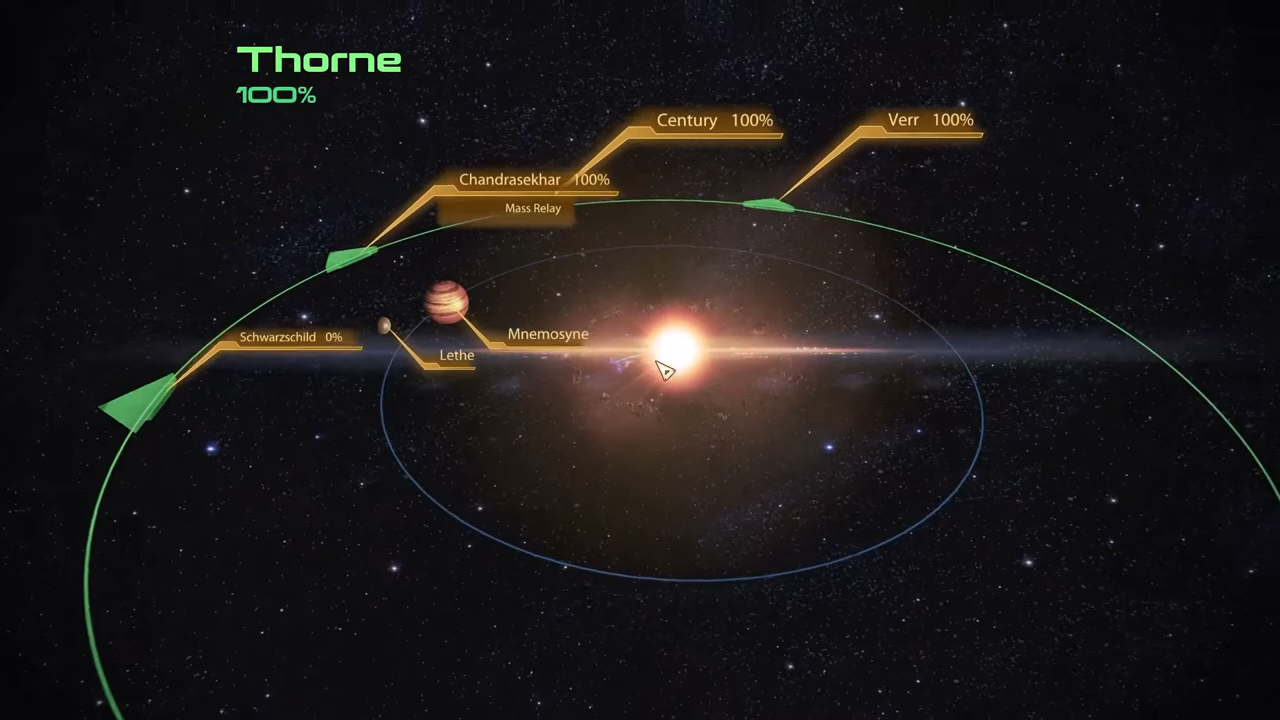 Thorne
100%
Century 100%
Verr 100%
Chandrasekhar 100%
Mass Relay
Schwarzschild 0%
Mnemosyne
Lethe